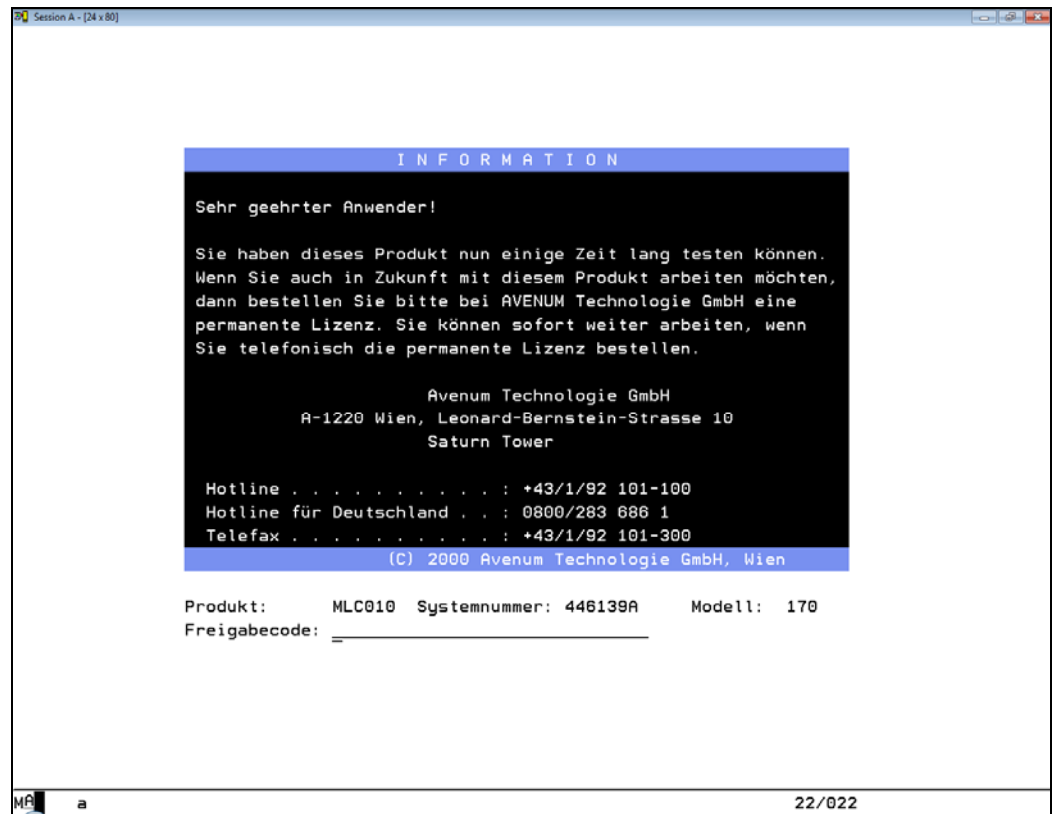 Session A - [24 x 80]
I N F O R M A T I O N
Sehr geehrter Anwender!
Sie haben dieses Produkt nun einige Zeit lang testen können.
Wenn Sie auch in Zukunft mit diesem Produkt arbeiten möchten,
dann bestellen Sie bitte bei AVENUM Technologie GmbH eine
permanente Lizenz. Sie können sofort weiter arbeiten, wenn
Sie telefonisch die permanente Lizenz bestellen.
Avenum Technologie GmbH
A-1220 Wien, Leonard-Bernstein-Strasse 10
Saturn Tower
Hotline . . . . . . . . . . : +43/1/92 101-100
Hotline für Deutschland . . : 0800/283 686 1
Telefax . . . . . . . . . . : +43/1/92 101-300
(C) 2000 Avenum Technologie GmbH, Wien
Produkt: MLC010 Systemnummer: 446139A Modell: 170
Freigabecode:
MA a 22/022